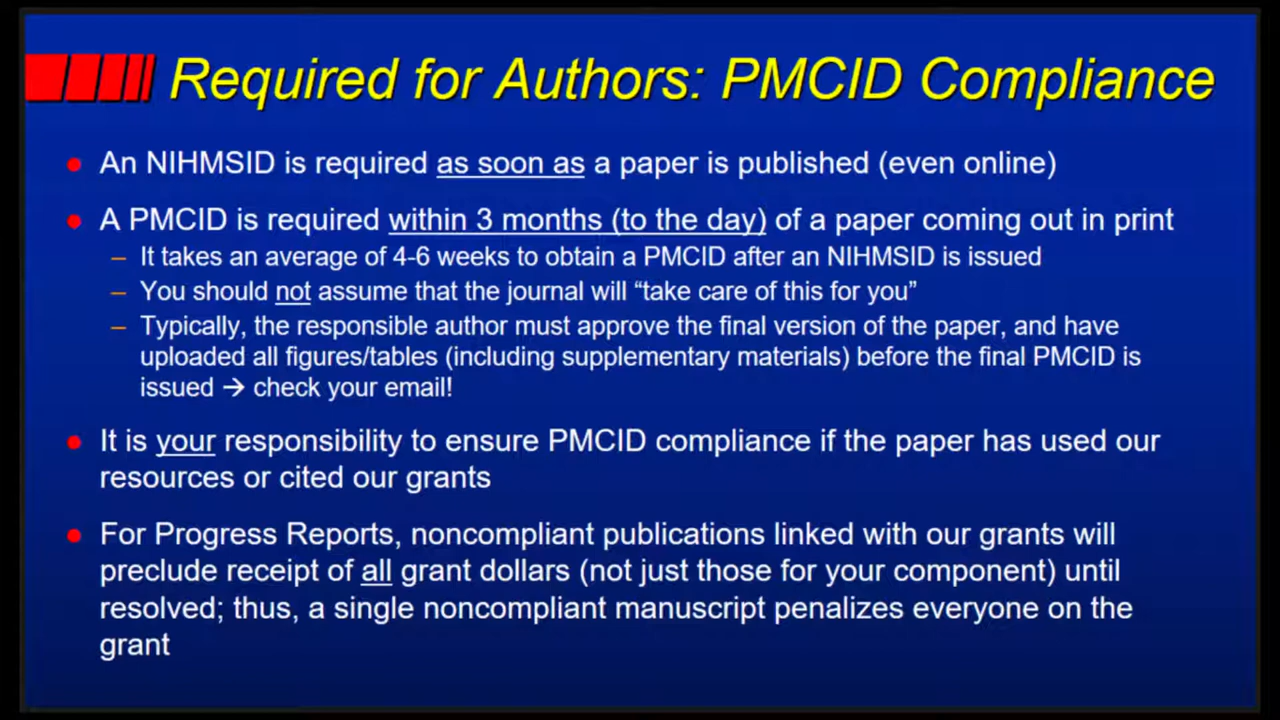 Required for Authors: PMCID Compliance
• An NIHMSID is required as soon as a paper is published (even online)
• A PMCID is required within 3 months (to the day) of a paper coming out in print
– It takes an average of 4-6 weeks to obtain a PMCID after an NIHMSID is issued
– You should not assume that the journal will “take care of this for you”
– Typically, the responsible author must approve the final version of the paper, and have
uploaded all figures/tables (including supplementary materials) before the final PMCID is
issued → check your email!
• It is your responsibility to ensure PMCID compliance if the paper has used our
resources or cited our grants
• For Progress Reports, noncompliant publications linked with our grants will
preclude receipt of all grant dollars (not just those for your component) until
resolved; thus, a single noncompliant manuscript penalizes everyone on the
grant